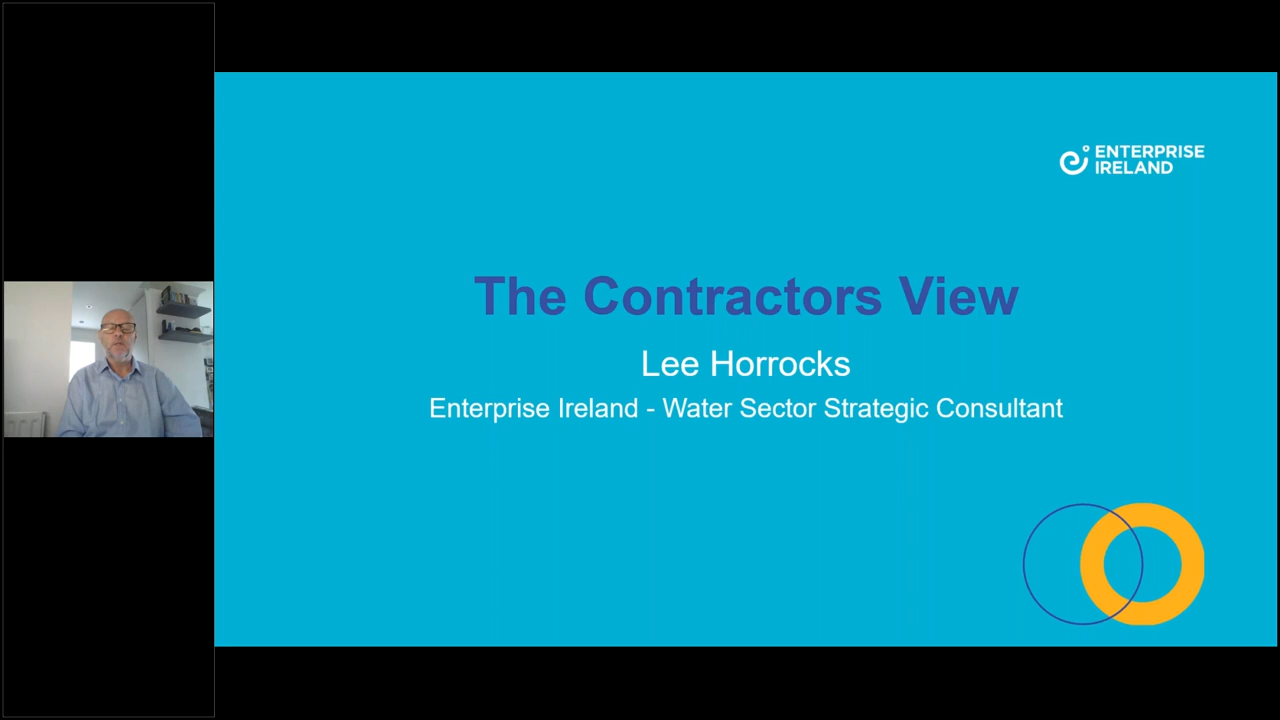 ENTERPRISE
IRELAND
The Contractors View
Lee Horrocks
Enterprise Ireland - Water Sector Strategic Consultant